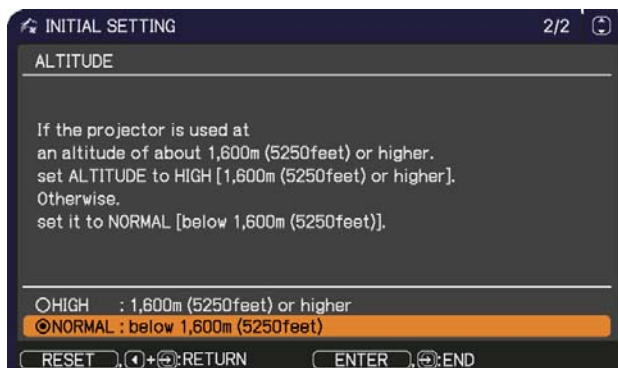 INITIAL SETTING 2/2
ALTITUDE
If the projector is used at
an altitude of about 1,600m (5250feet) or higher.
set ALTITUDE to HIGH [1,600m (5250feet) or higher].
Otherwise.
set it to NORMAL [below 1,600m (5250feet)].
HIGH : 1,600m (5250feet) or higher
NORMAL : below 1,600m (5250feet)
RESET ,+:RETURN ENTER ,:END